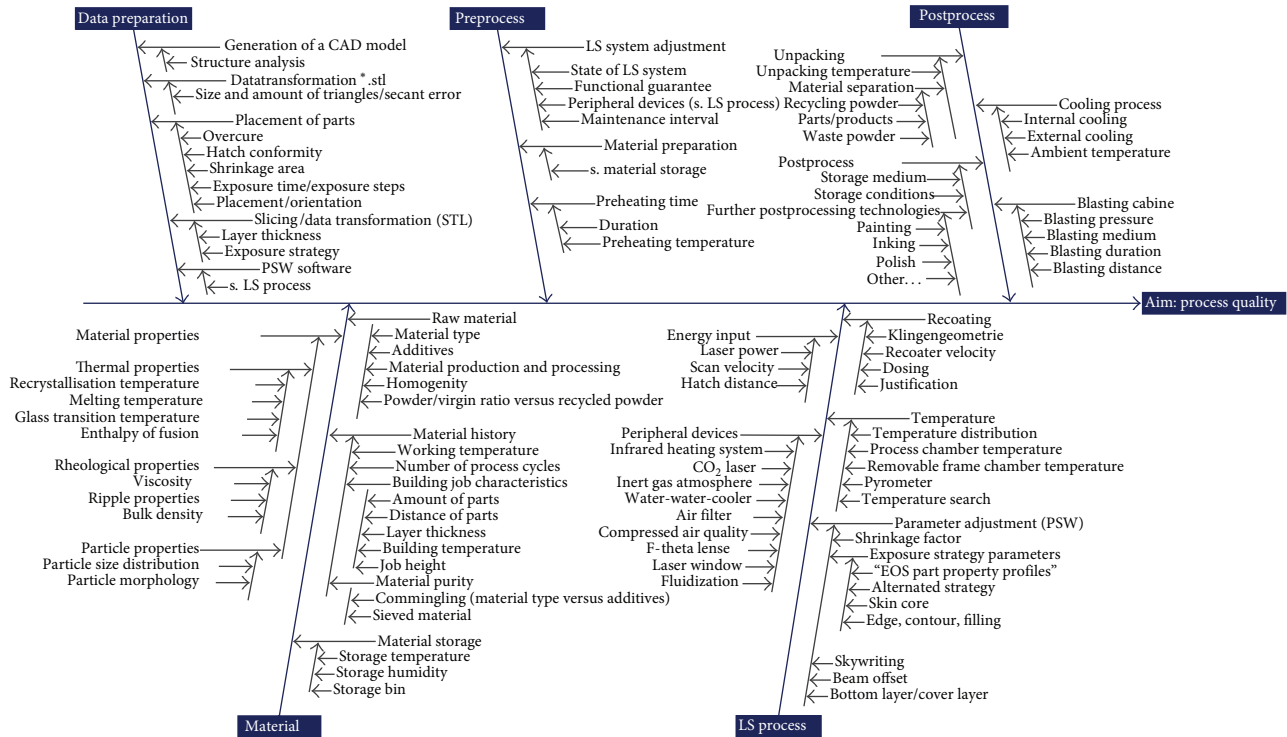 Data preparation
Generation of a CAD model
Structure analysis
Datatransformation *.stl
Size and amount of triangles/secant error
Placement of parts
Overcure
Hatch conformity
Shrinkage area
Exposure time/exposure steps
Placement/orientation
Slicing/data transformation (STL)
Layer thickness
Exposure strategy
PSW software
s. LS process
Preprocess
LS system adjustment
State of LS system
Functional guarantee
Peripheral devices (s. LS process)
Maintenance interval
Material preparation
s. material storage
Preheating time
Duration
Preheating temperature
Postprocess
Unpacking
Unpacking temperature
Material separation
Recycling powder
Parts/products
Waste powder
Postprocess
Storage medium
Storage conditions
Further postprocessing technologies
Painting
Inking
Polish
Other...
Cooling process
Internal cooling
External cooling
Ambient temperature
Blasting cabine
Blasting pressure
Blasting medium
Blasting duration
Blasting distance
Aim: process quality
Material properties
Thermal properties
Recrystallisation temperature
Melting temperature
Glass transition temperature
Enthalpy of fusion
Rheological properties
Viscosity
Ripple properties
Bulk density
Particle properties
Particle size distribution
Particle morphology
Raw material
Material type
Additives
Material production and processing
Homogenity
Powder/virgin ratio versus recycled powder
Material history
Working temperature
Number of process cycles
Building job characteristics
Amount of parts
Distance of parts
Layer thickness
Building temperature
Job height
Material purity
Commingling (material type versus additives)
Sieved material
Material storage
Storage temperature
Storage humidity
Storage bin
Material
Energy input
Laser power
Scan velocity
Hatch distance
Peripheral devices
Infrared heating system
CO2 laser
Inert gas atmosphere
Water-water-cooler
Air filter
Compressed air quality
F-theta lense
Laser window
Fluidization
Recoating
Klingengeometrie
Recoater velocity
Dosing
Justification
Temperature
Temperature distribution
Process chamber temperature
Removable frame chamber temperature
Pyrometer
Temperature search
Parameter adjustment (PSW)
Shrinkage factor
Exposure strategy parameters
“EOS part property profiles”
Alternated strategy
Skin core
Edge, contour, filling
Skywriting
Beam offset
Bottom layer/cover layer
LS process